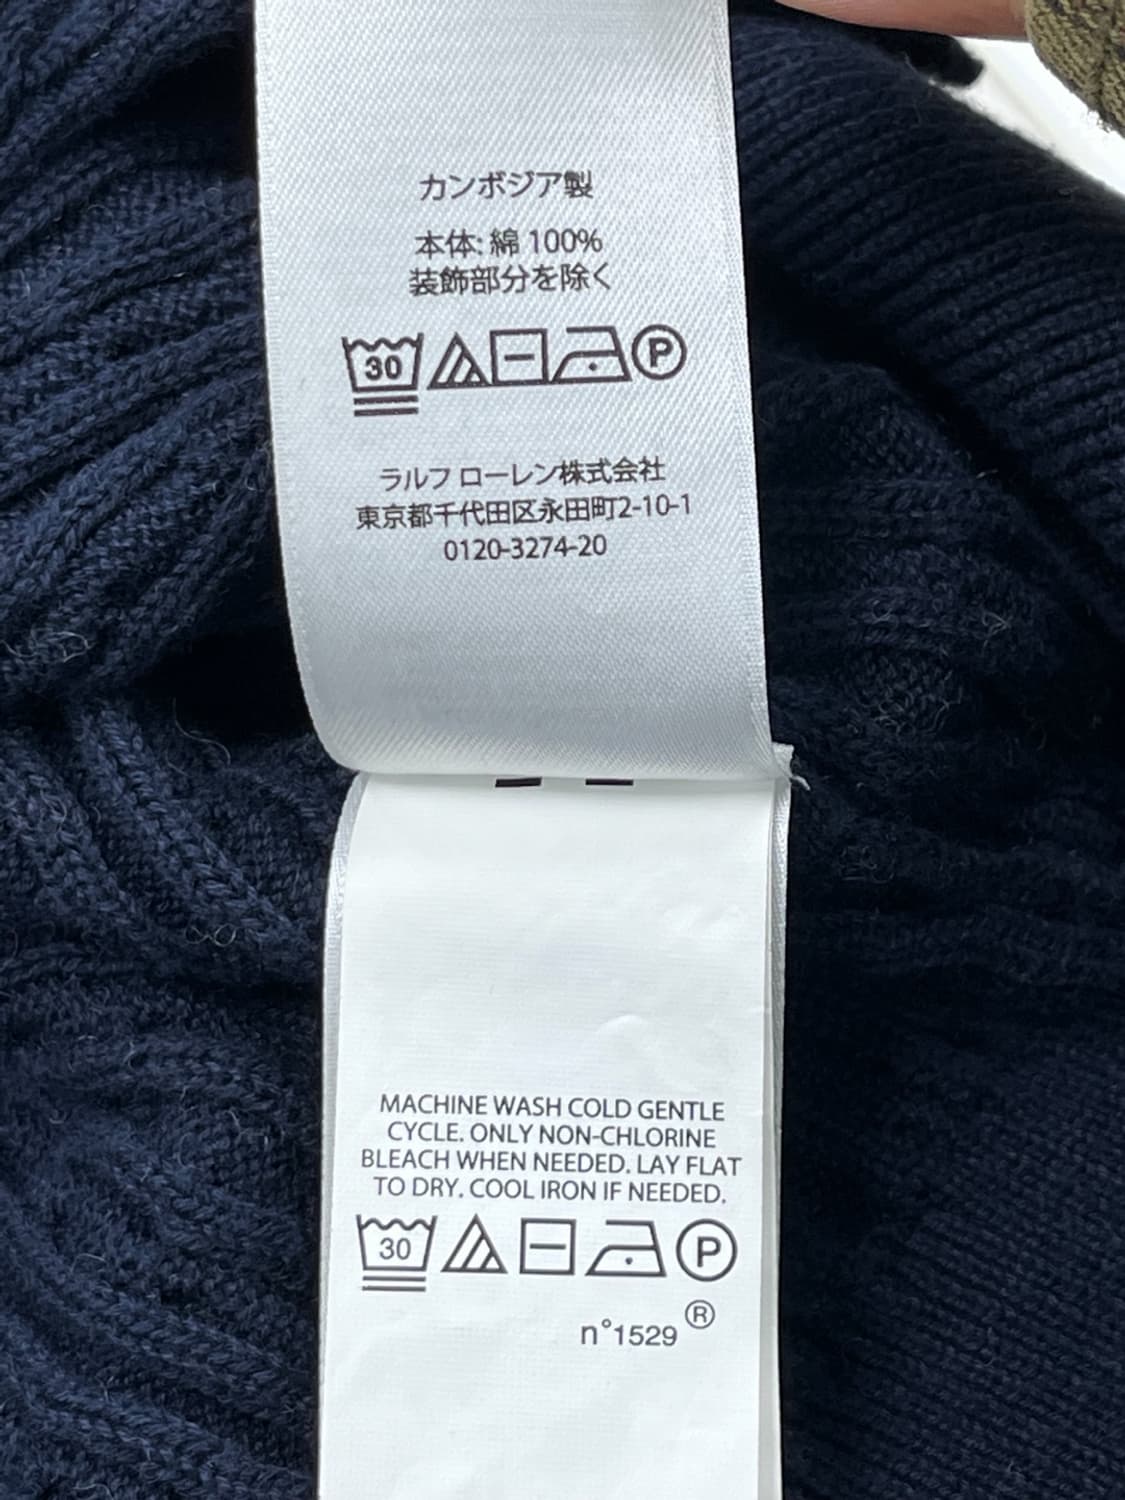 カンボジア製
本体: 綿 100%
装飾部分を除く
30 P
ラルフ ローレン株式会社
東京都千代田区永田町2-10-1
0120-3274-20
MACHINE WASH COLD GENTLE
CYCLE. ONLY NON-CHLORINE
BLEACH WHEN NEEDED. LAY FLAT
TO DRY. COOL IRON IF NEEDED.
30 P
n°1529 ®